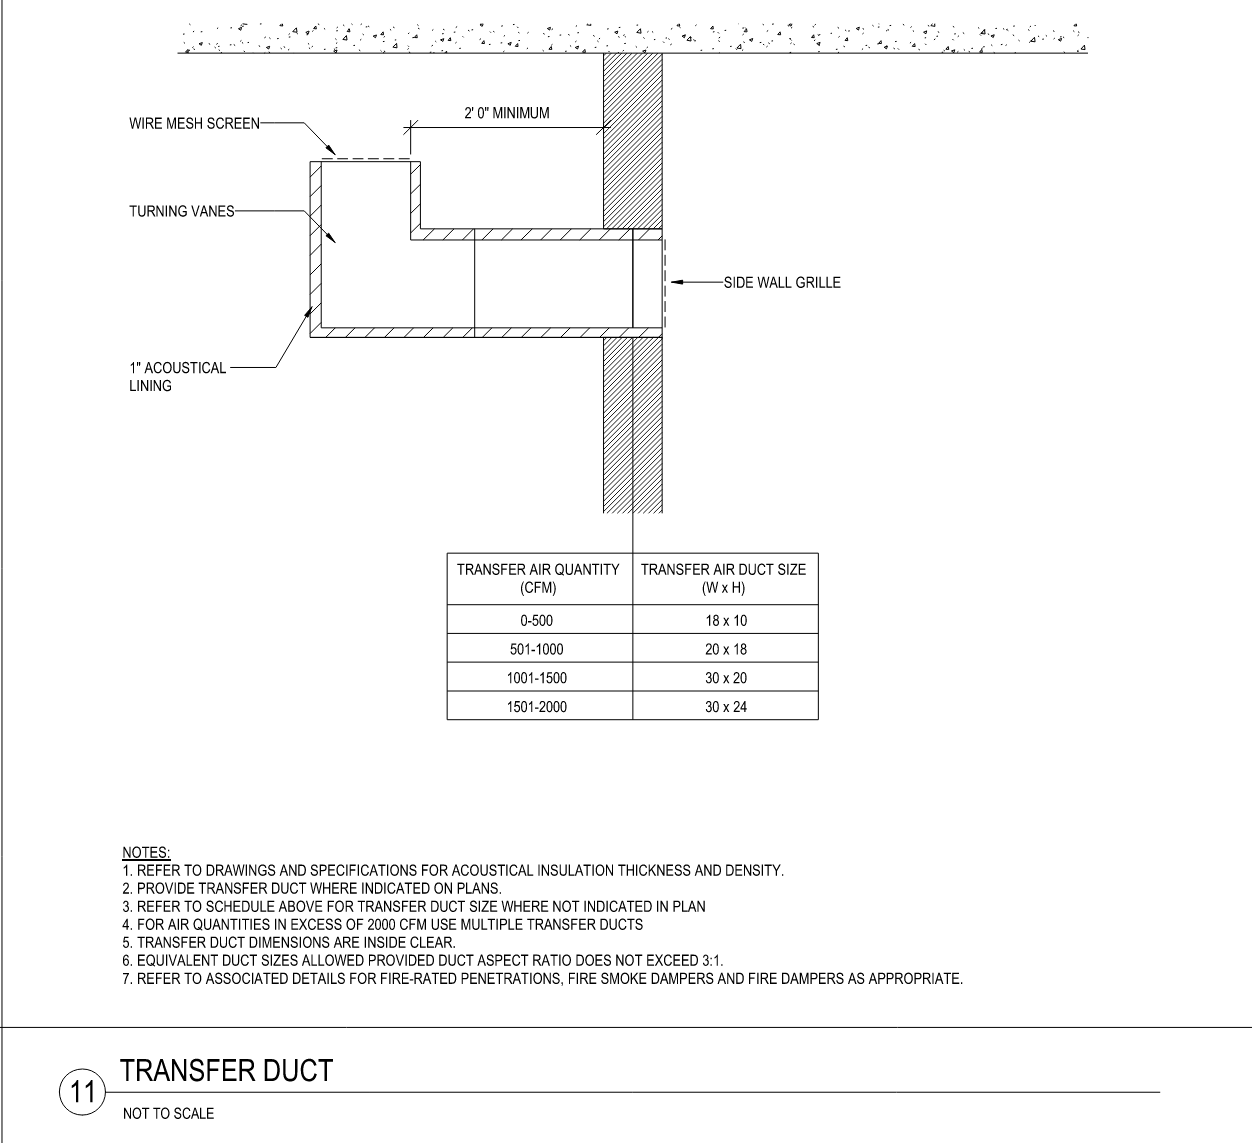 2' 0" MINIMUM
WIRE MESH SCREEN
TURNING VANES
SIDE WALL GRILLE
1" ACOUSTICAL
LINING
TRANSFER AIR QUANTITY
(CFM)
TRANSFER AIR DUCT SIZE
(W x H)
0-500
18 x 10
501-1000
20 x 18
1001-1500
30 x 20
1501-2000
30 x 24
NOTES:
1. REFER TO DRAWINGS AND SPECIFICATIONS FOR ACOUSTICAL INSULATION THICKNESS AND DENSITY.
2. PROVIDE TRANSFER DUCT WHERE INDICATED ON PLANS.
3. REFER TO SCHEDULE ABOVE FOR TRANSFER DUCT SIZE WHERE NOT INDICATED IN PLAN
4. FOR AIR QUANTITIES IN EXCESS OF 2000 CFM USE MULTIPLE TRANSFER DUCTS
5. TRANSFER DUCT DIMENSIONS ARE INSIDE CLEAR.
6. EQUIVALENT DUCT SIZES ALLOWED PROVIDED DUCT ASPECT RATIO DOES NOT EXCEED 3:1.
7. REFER TO ASSOCIATED DETAILS FOR FIRE-RATED PENETRATIONS, FIRE SMOKE DAMPERS AND FIRE DAMPERS AS APPROPRIATE.
11
TRANSFER DUCT
NOT TO SCALE